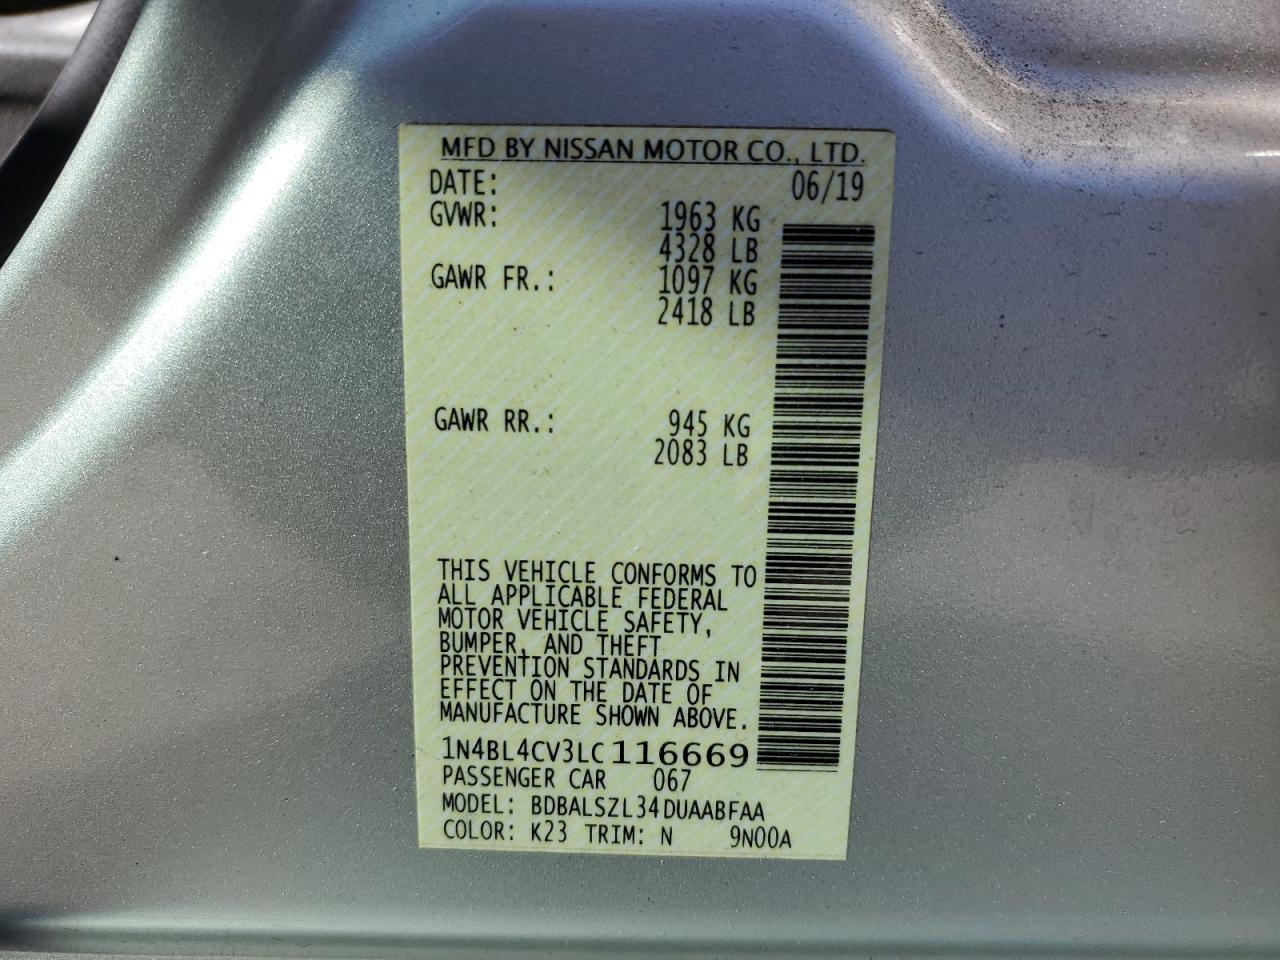 MFD BY NISSAN MOTOR CO., LTD.
DATE: 06/19
GVWR: 1963 KG
4328 LB
GAWR FR.: 1097 KG
2418 LB
GAWR RR.: 945 KG
2083 LB
THIS VEHICLE CONFORMS TO
ALL APPLICABLE FEDERAL
MOTOR VEHICLE SAFETY,
BUMPER, AND THEFT
PREVENTION STANDARDS IN
EFFECT ON THE DATE OF
MANUFACTURE SHOWN ABOVE.
1N4BL4CV3LC116669
PASSENGER CAR 067
MODEL: BDBALSZL34DUAABFAA
COLOR: K23 TRIM: N 9N00A